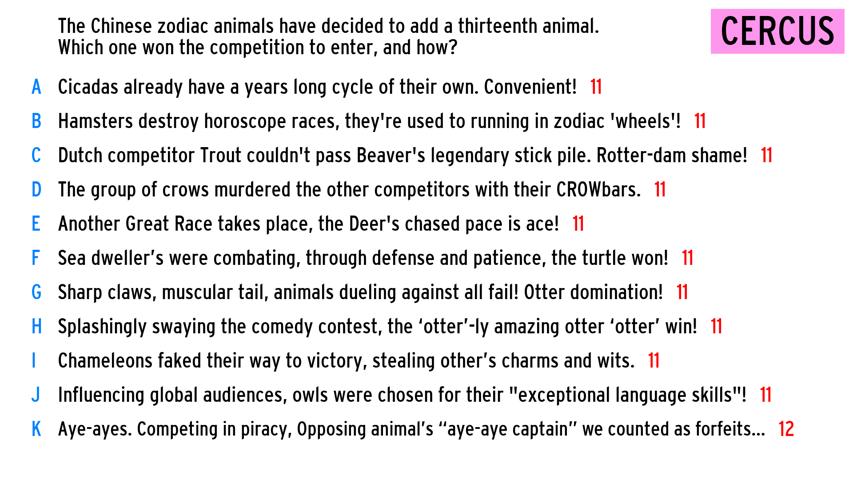 The Chinese zodiac animals have decided to add a thirteenth animal.
Which one won the competition to enter, and how?
CERCUS
A Cicadas already have a years long cycle of their own. Convenient! 11
B Hamsters destroy horoscope races, they're used to running in zodiac 'wheels'! 11
C Dutch competitor Trout couldn't pass Beaver's legendary stick pile. Rotter-dam shame! 11
D The group of crows murdered the other competitors with their CROWbars. 11
E Another Great Race takes place, the Deer's chased pace is ace! 11
F Sea dweller’s were combating, through defense and patience, the turtle won! 11
G Sharp claws, muscular tail, animals dueling against all fail! Otter domination! 11
H Splashingly swaying the comedy contest, the ‘otter’-ly amazing otter ‘otter’ win! 11
I Chameleons faked their way to victory, stealing other’s charms and wits. 11
J Influencing global audiences, owls were chosen for their "exceptional language skills"! 11
K Aye-ayes. Competing in piracy, Opposing animal’s “aye-aye captain” we counted as forfeits... 12